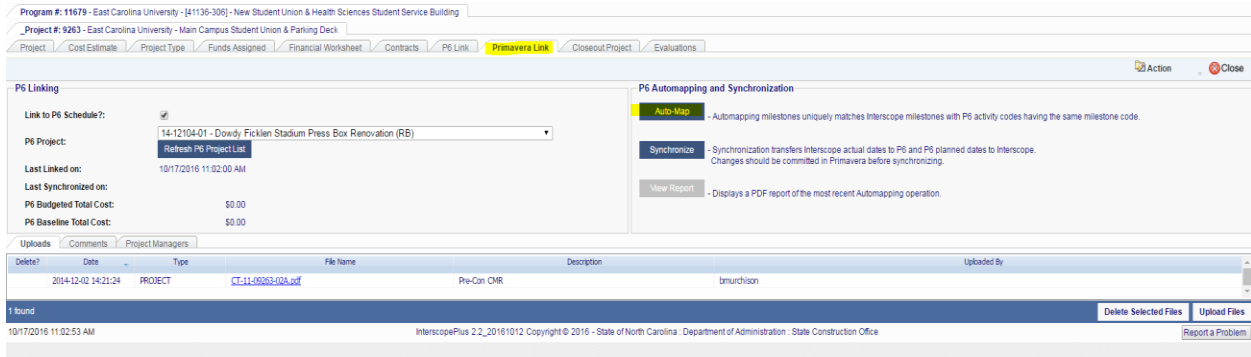 Program #: 11679 - East Carolina University - [41136-306] - New Student Union & Health Sciences Student Service Building
_Project #: 9263 - East Carolina University - Main Campus Student Union & Parking Deck
Project Cost Estimate Project Type Funds Assigned Financial Worksheet Contracts P6 Link Primavera Link Closeout Project Evaluations
Action Close
P6 Linking
Link to P6 Schedule?:
P6 Project: 14-12104-01 - Dowdy Ficklen Stadium Press Box Renovation (RB)
Refresh P6 Project List
Last Linked on: 10/17/2016 11:02:00 AM
Last Synchronized on:
P6 Budgeted Total Cost: $0.00
P6 Baseline Total Cost: $0.00
P6 Automapping and Synchronization
Auto-Map - Automapping milestones uniquely matches Interscope milestones with P6 activity codes having the same milestone code.
Synchronize - Synchronization transfers Interscope actual dates to P6 and P6 planned dates to Interscope.
Changes should be committed in Primavera before synchronizing.
View Report - Displays a PDF report of the most recent Automapping operation.
Uploads Comments Project Managers
Delete? Date Type File Name Description Uploaded By
2014-12-02 14:21:24 PROJECT CT-11-09263-02A.pdf Pre-Con CMR bmurchison
1 found Delete Selected Files Upload Files
10/17/2016 11:02:53 AM InterscopePlus 2.2_20161012 Copyright © 2016 - State of North Carolina : Department of Administration : State Construction Office Report a Problem